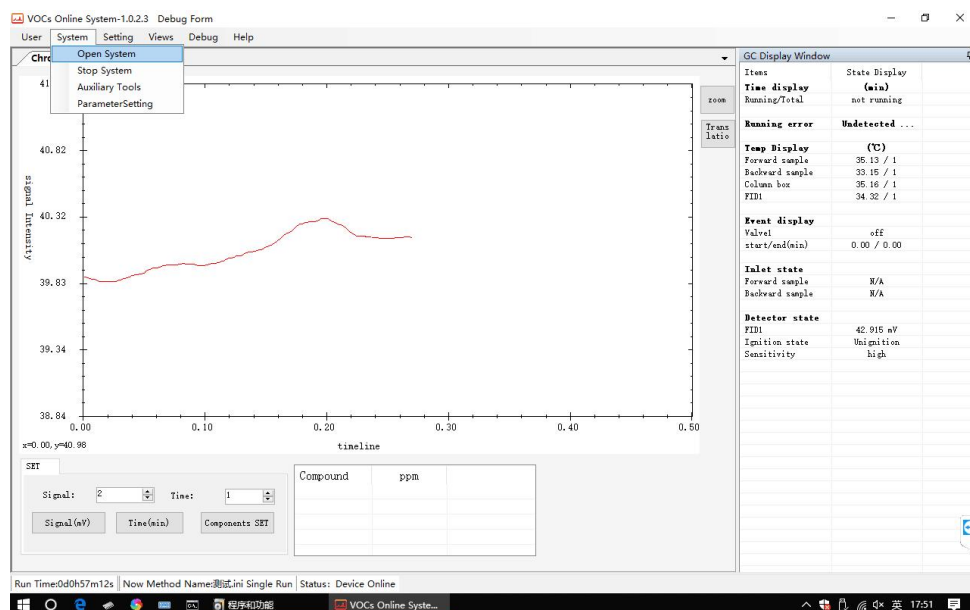 VOCs Online System-1.0.2.3 Debug Form
User System Setting Views Debug Help
Open System
Stop System
Auxiliary Tools
ParameterSetting
Chro
GC Display Window
Items State Display
Time display (min)
Running/Total not running
Running error Undetected ...
Temp Display (℃)
Forward sample 35.13 / 1
Backward sample 33.15 / 1
Column box 35.16 / 1
FID1 34.32 / 1
Event display
Valve1 off
start/end(min) 0.00 / 0.00
Inlet state
Forward sample N/A
Backward sample N/A
Detector state
FID1 42.915 mV
Ignition state Unignition
Sensitivity high
zoom
Trans
latio
signal Intensity
41
40.82
40.32
39.83
39.34
38.84
0.00 0.10 0.20 0.30 0.40 0.50
x=0.00,y=40.98
timeline
SET
Signal: 2 Time: 1
Signal(mV) Time(min) Components SET
Compound ppm
Run Time:0d0h57m12s Now Method Name:测试.ini Single Run Status: Device Online
程序和功能
VOCs Online Syste...
英 17:51